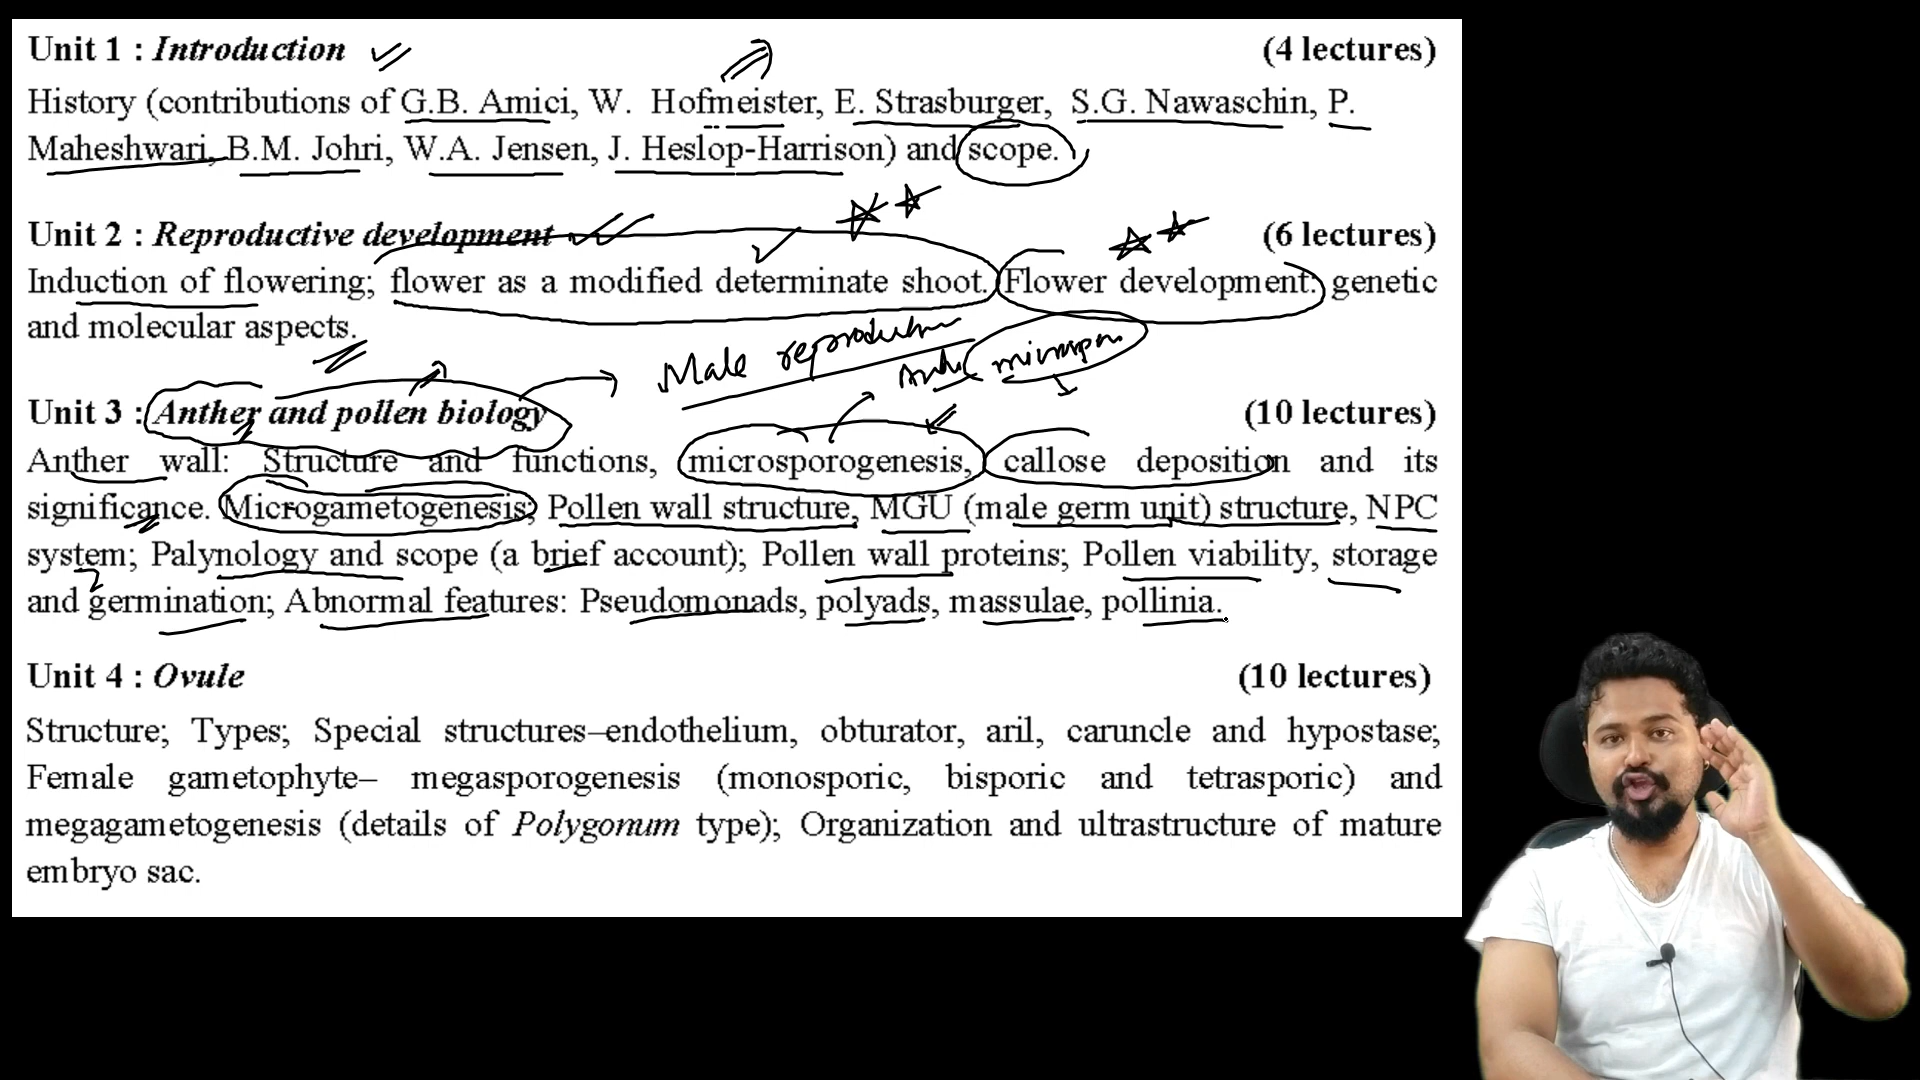 Unit 1 : Introduction (4 lectures)
History (contributions of G.B. Amici, W. Hofmeister, E. Strasburger, S.G. Nawaschin, P.
Maheshwari, B.M. Johri, W.A. Jensen, J. Heslop-Harrison) and scope.
Unit 2 : Reproductive development (6 lectures)
Induction of flowering; flower as a modified determinate shoot. Flower development: genetic
and molecular aspects.
Male
Unit 3 : Anther and pollen biology (10 lectures)
Anther wall: Structure and functions, microsporogenesis, callose deposition and its
significance. Microgametogenesis; Pollen wall structure, MGU (male germ unit) structure, NPC
system; Palynology and scope (a brief account); Pollen wall proteins; Pollen viability, storage
and germination; Abnormal features: Pseudomonads, polyads, massulae, pollinia.
Unit 4 : Ovule (10 lectures)
Structure; Types; Special structures–endothelium, obturator, aril, caruncle and hypostase;
Female gametophyte– megasporogenesis (monosporic, bisporic and tetrasporic) and
megagametogenesis (details of Polygonum type); Organization and ultrastructure of mature
embryo sac.